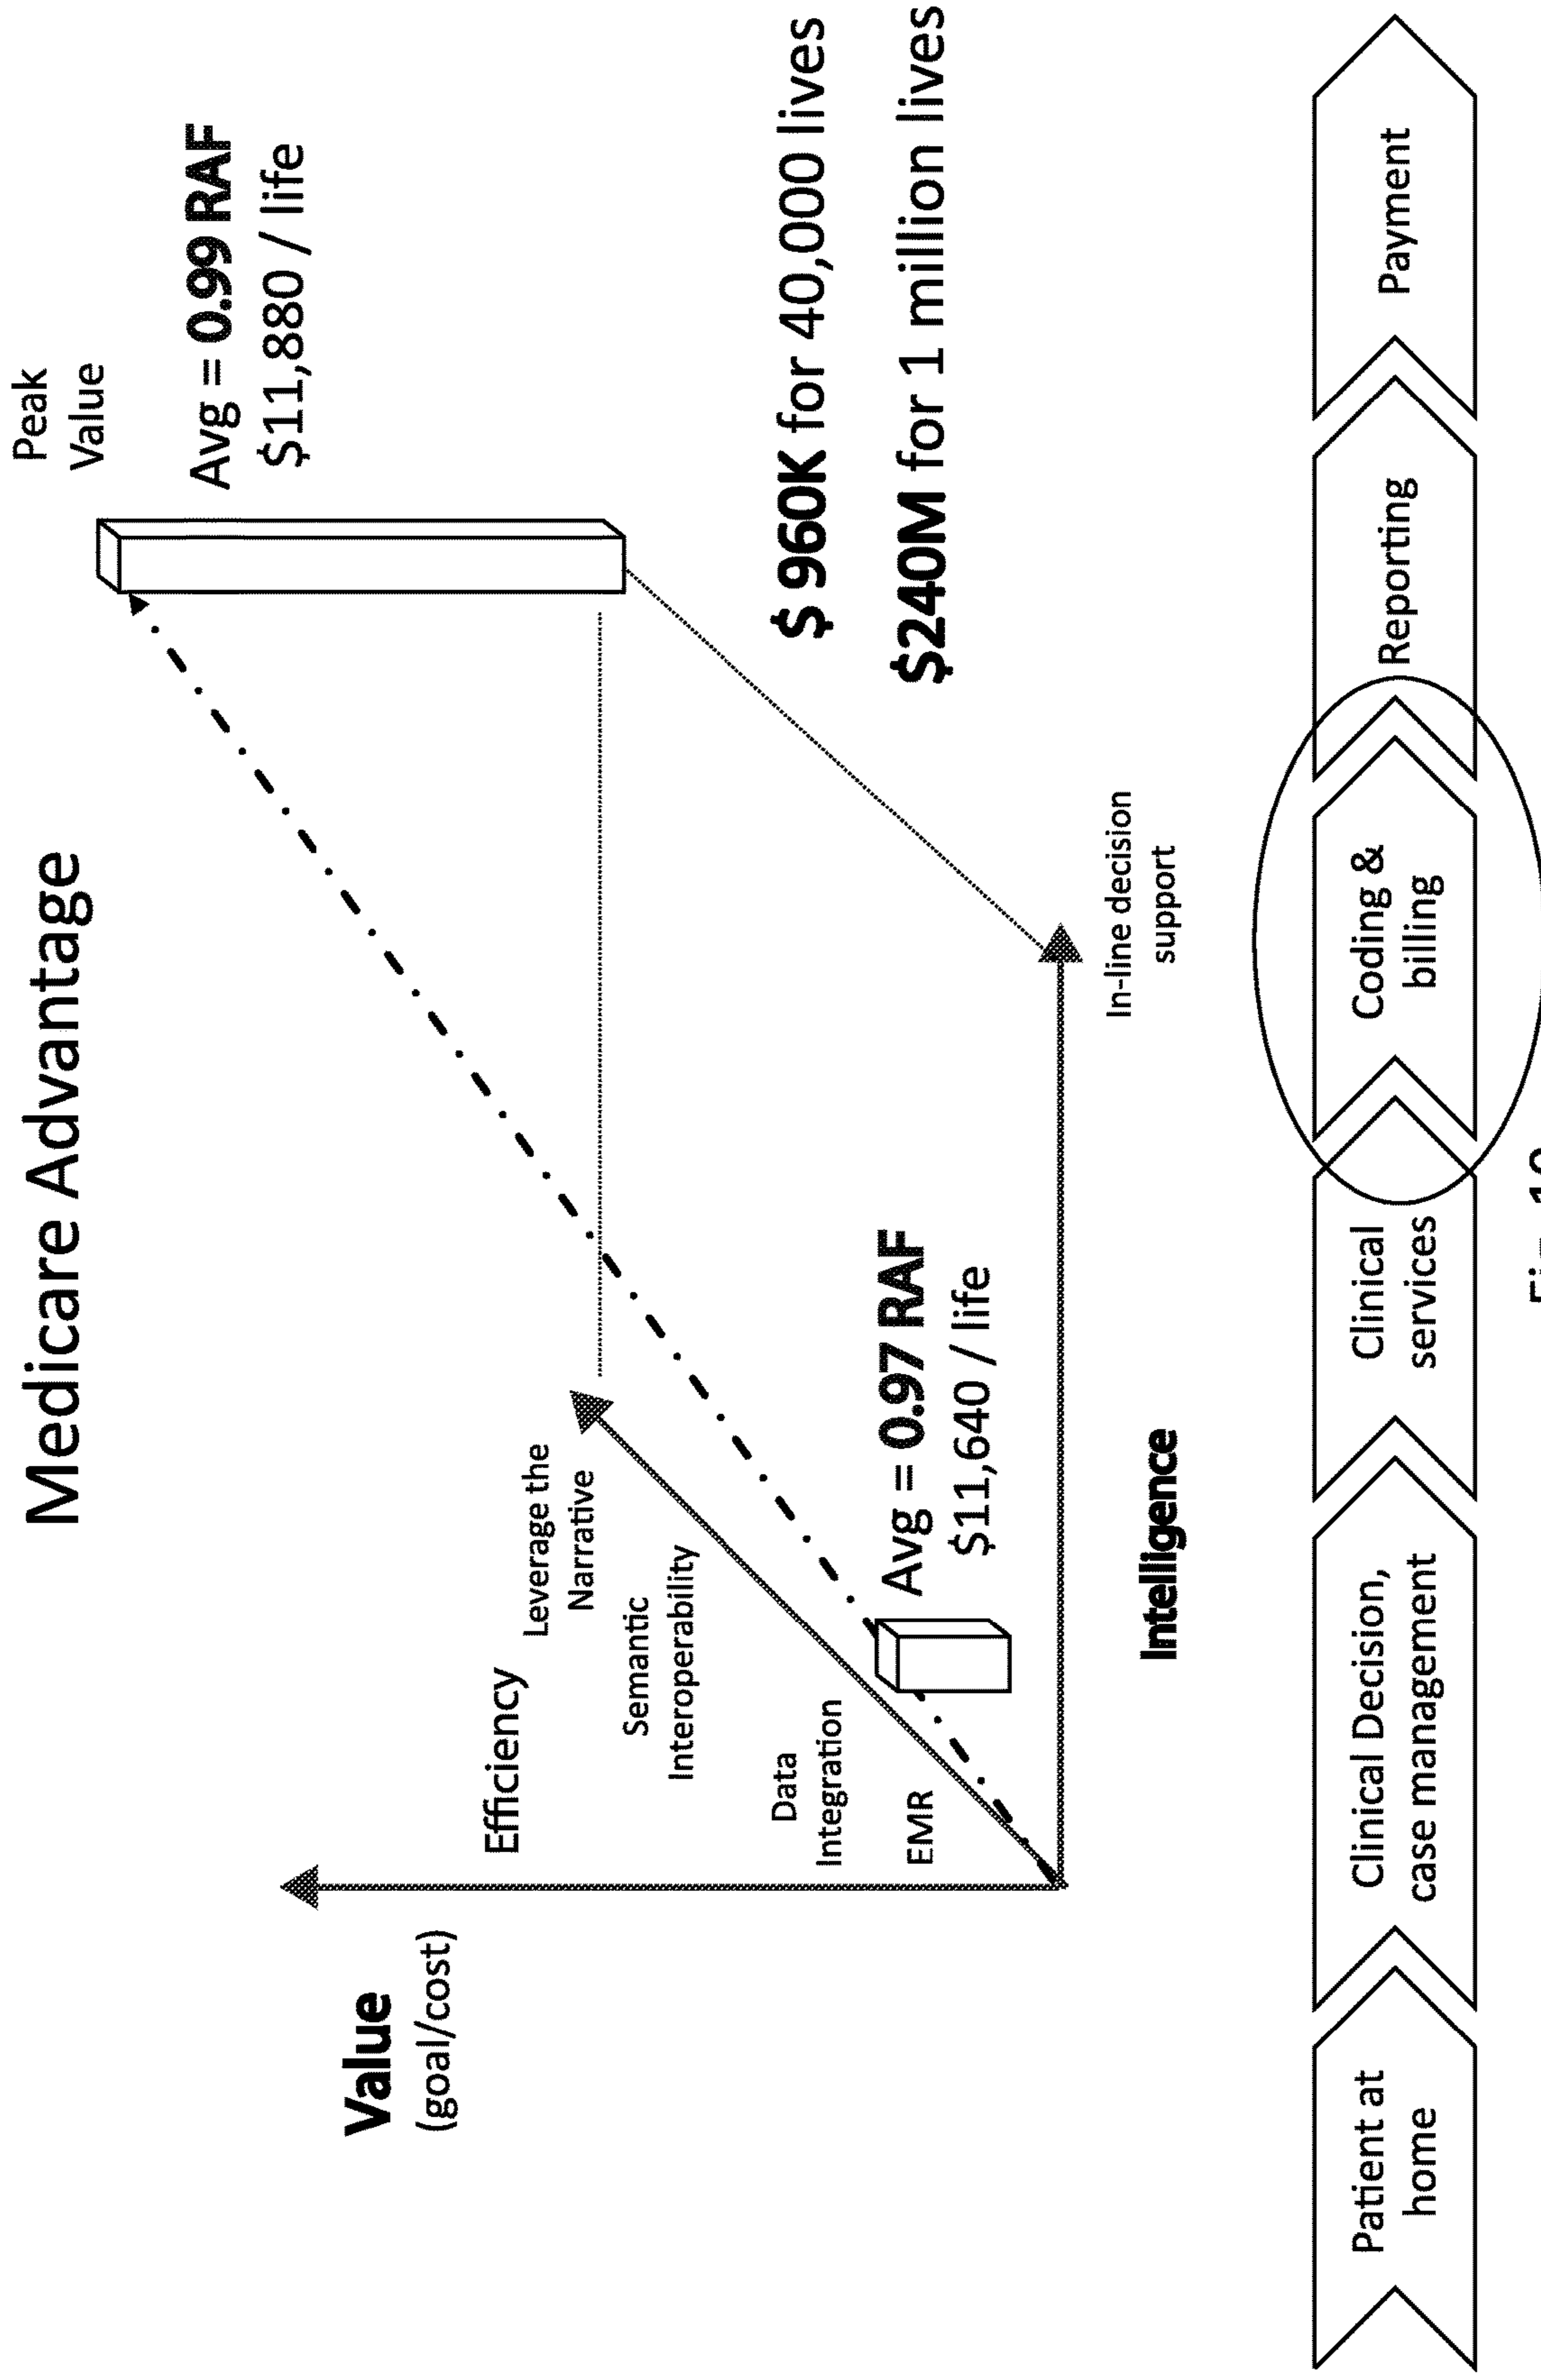 Medicare Advantage
Peak
Value
Avg = 0.99 RAF
$11,880 / life
Value
(goal/cost)
Efficiency
Leverage the
Narrative
Semantic
Interoperability
Data
Integration
EMR
Avg = 0.97 RAF
$11,640 / life
$ 960K for 40,000 lives
$240M for 1 million lives
In-line decision
support
Intelligence
Patient at
home
Clinical Decision,
case management
Clinical
services
Coding &
billing
Reporting
Payment